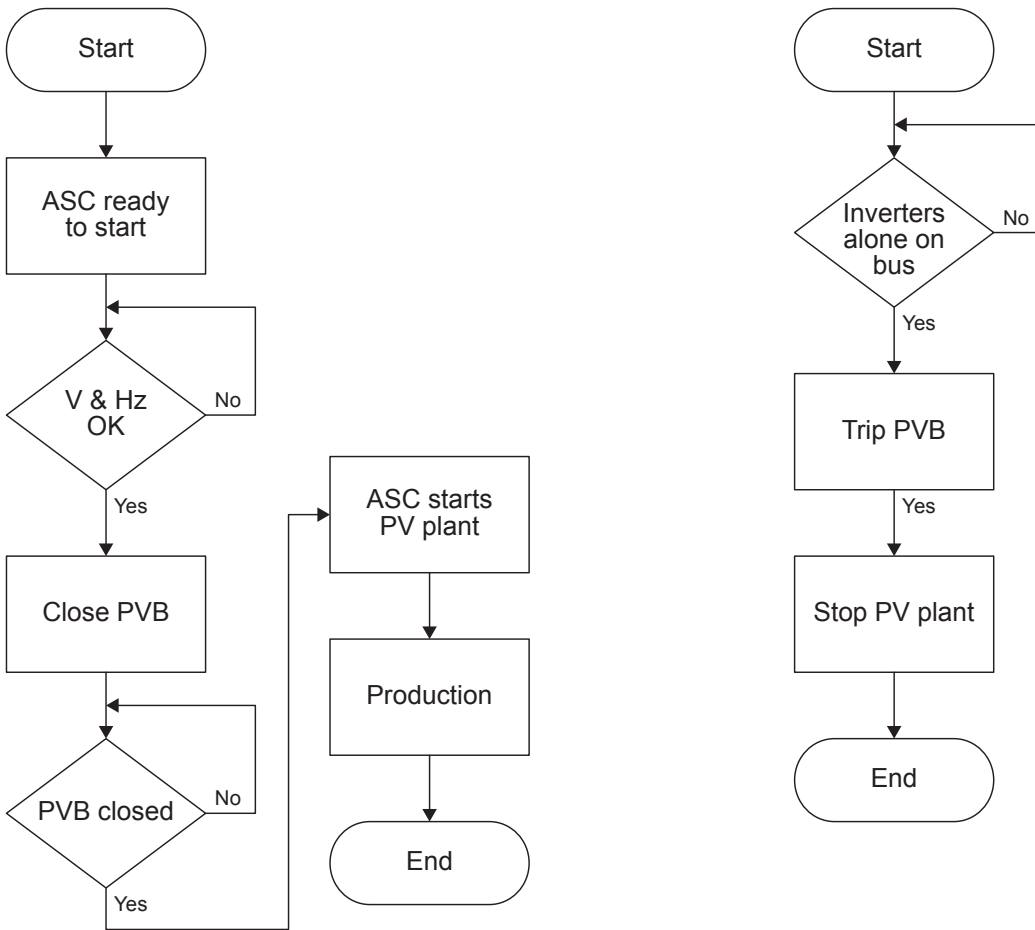 Start
ASC ready
to start
V & Hz
OK
No
Yes
Close PVB
PVB closed
No
Yes
ASC starts
PV plant
Production
End
Start
Inverters
alone on
bus
No
Yes
Trip PVB
Yes
Stop PV plant
End